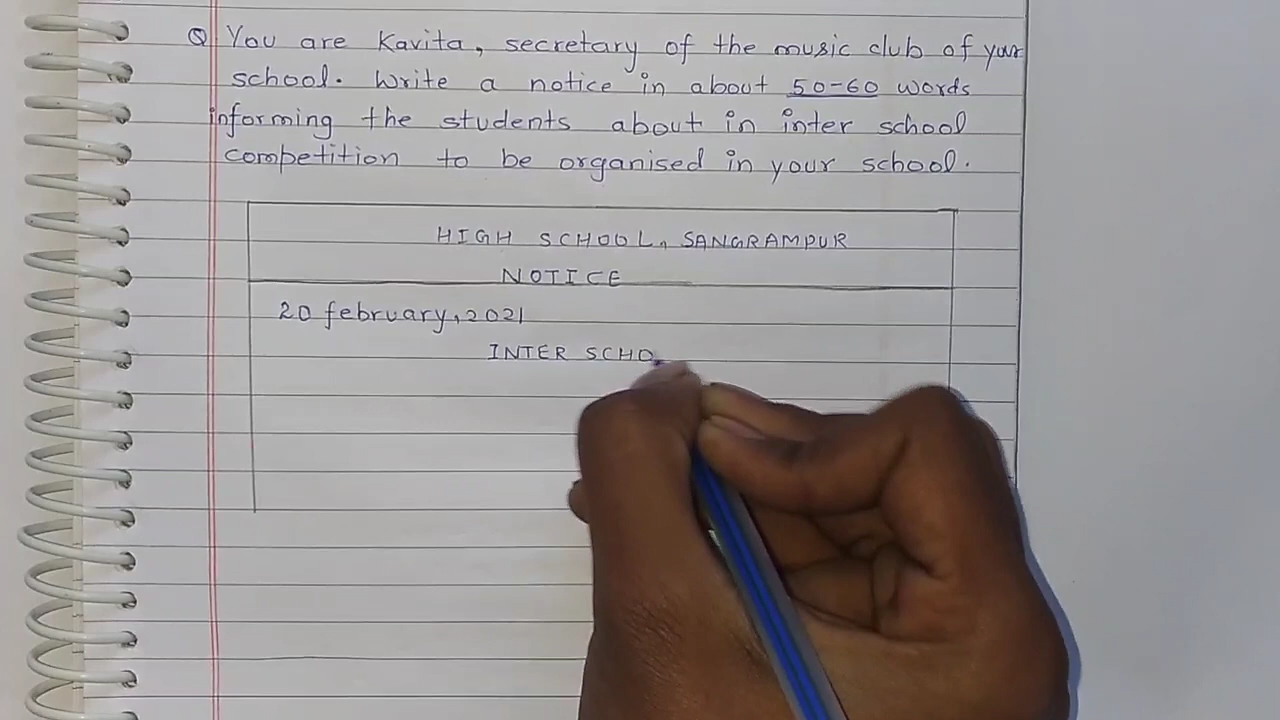 Q You are Kavita, secretary of the music club of your
school. Write a notice in about 50-60 words
informing the students about in inter school
competition to be organised in your school.
HIGH SCHOOL, SANGRAMPUR
NOTICE
20 february, 2021
INTER SCHO